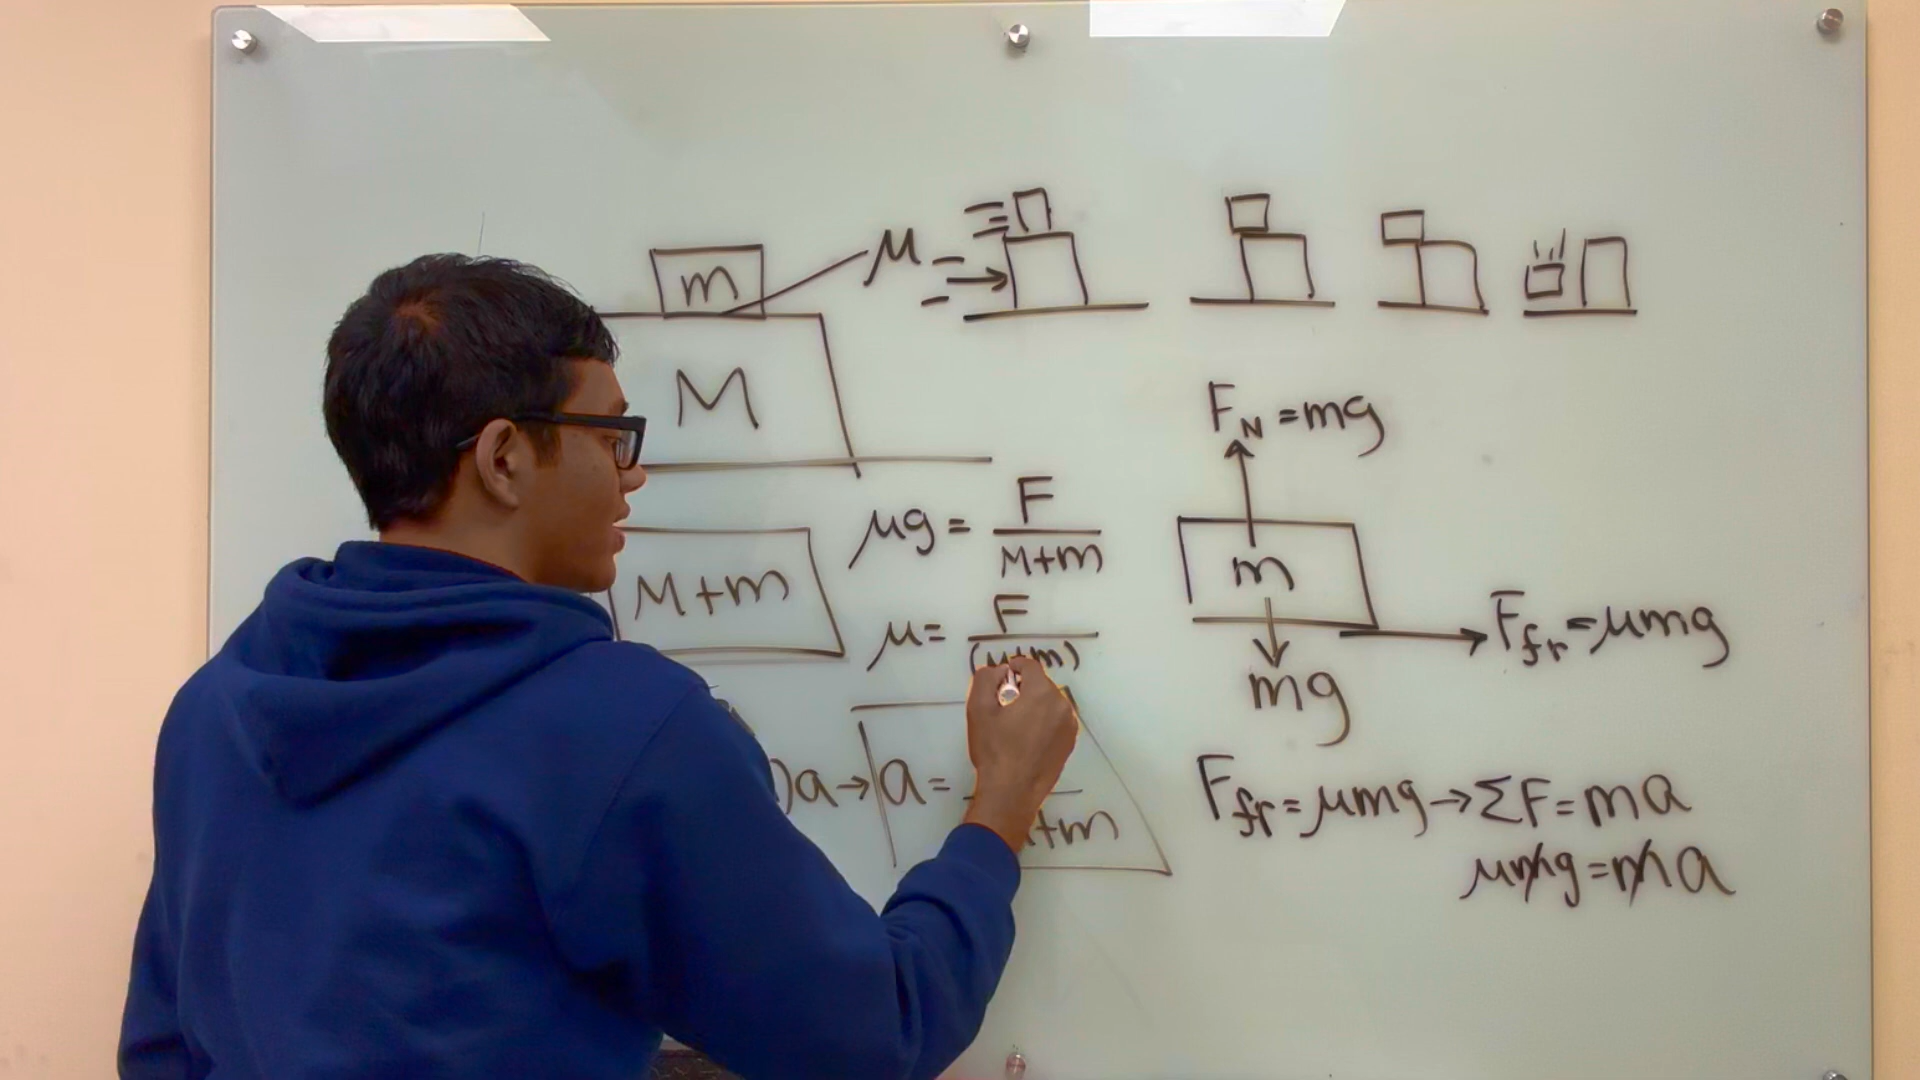 m
μ
M
F_N = mg
μg = F/(M+m)
m
M+m
μ = F/(M+m)
F_fr = μmg
mg
)a → a =
+m
F_fr = μmg → ΣF = ma
μmg = ma